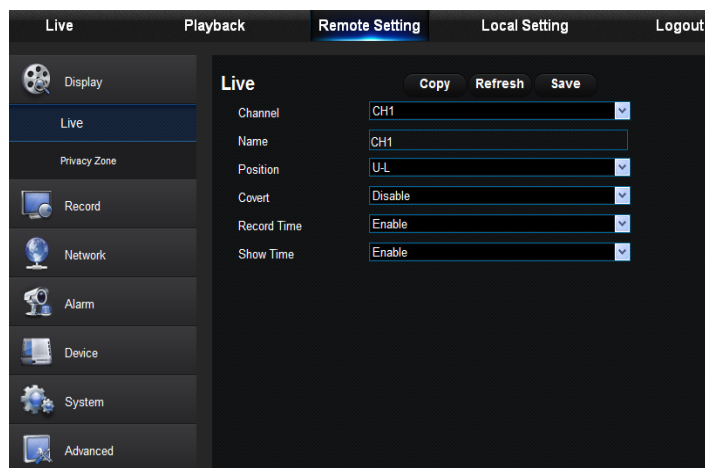 Live Playback Remote Setting Local Setting Logout
Display
Live
Privacy Zone
Record
Network
Alarm
Device
System
Advanced
Live Copy Refresh Save
Channel CH1
Name CH1
Position U-L
Covert Disable
Record Time Enable
Show Time Enable